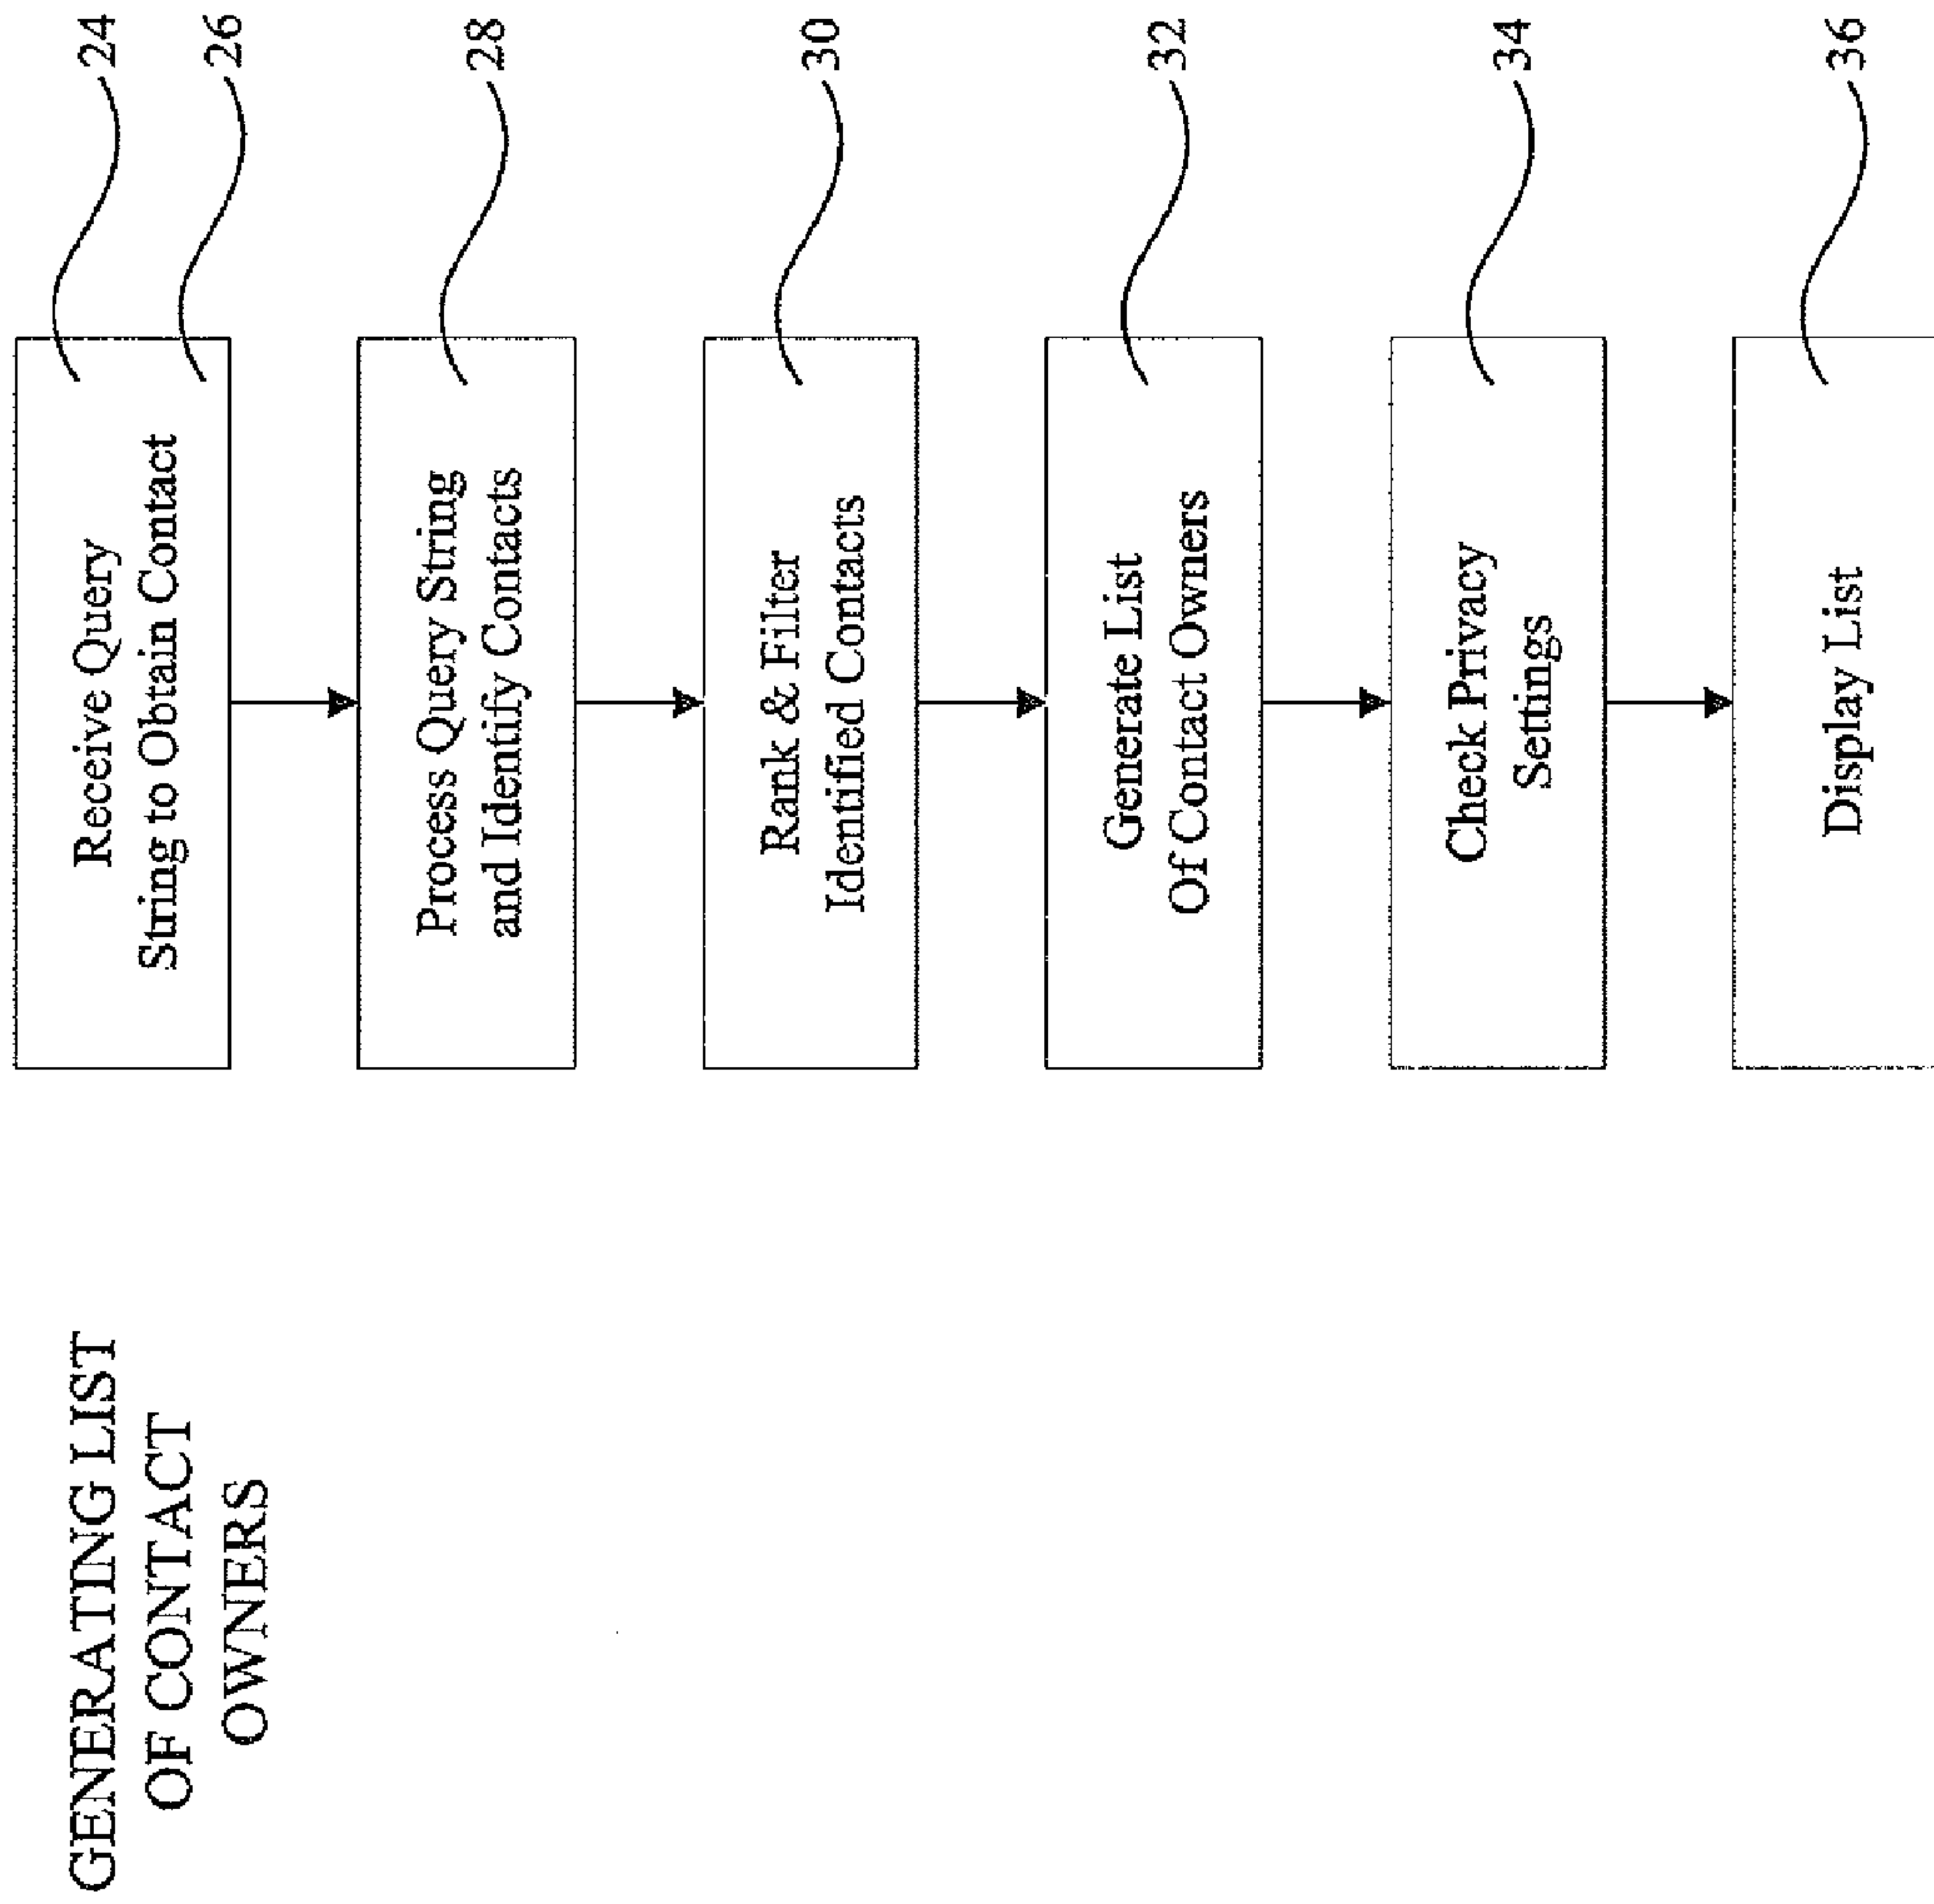 GENERATING LIST
OF CONTACT
OWNERS
Receive Query
String to Obtain Contact
24
26
Process Query String
and Identify Contacts
28
Rank & Filter
Identified Contacts
30
Generate List
Of Contact Owners
32
Check Privacy
Settings
34
Display List
36